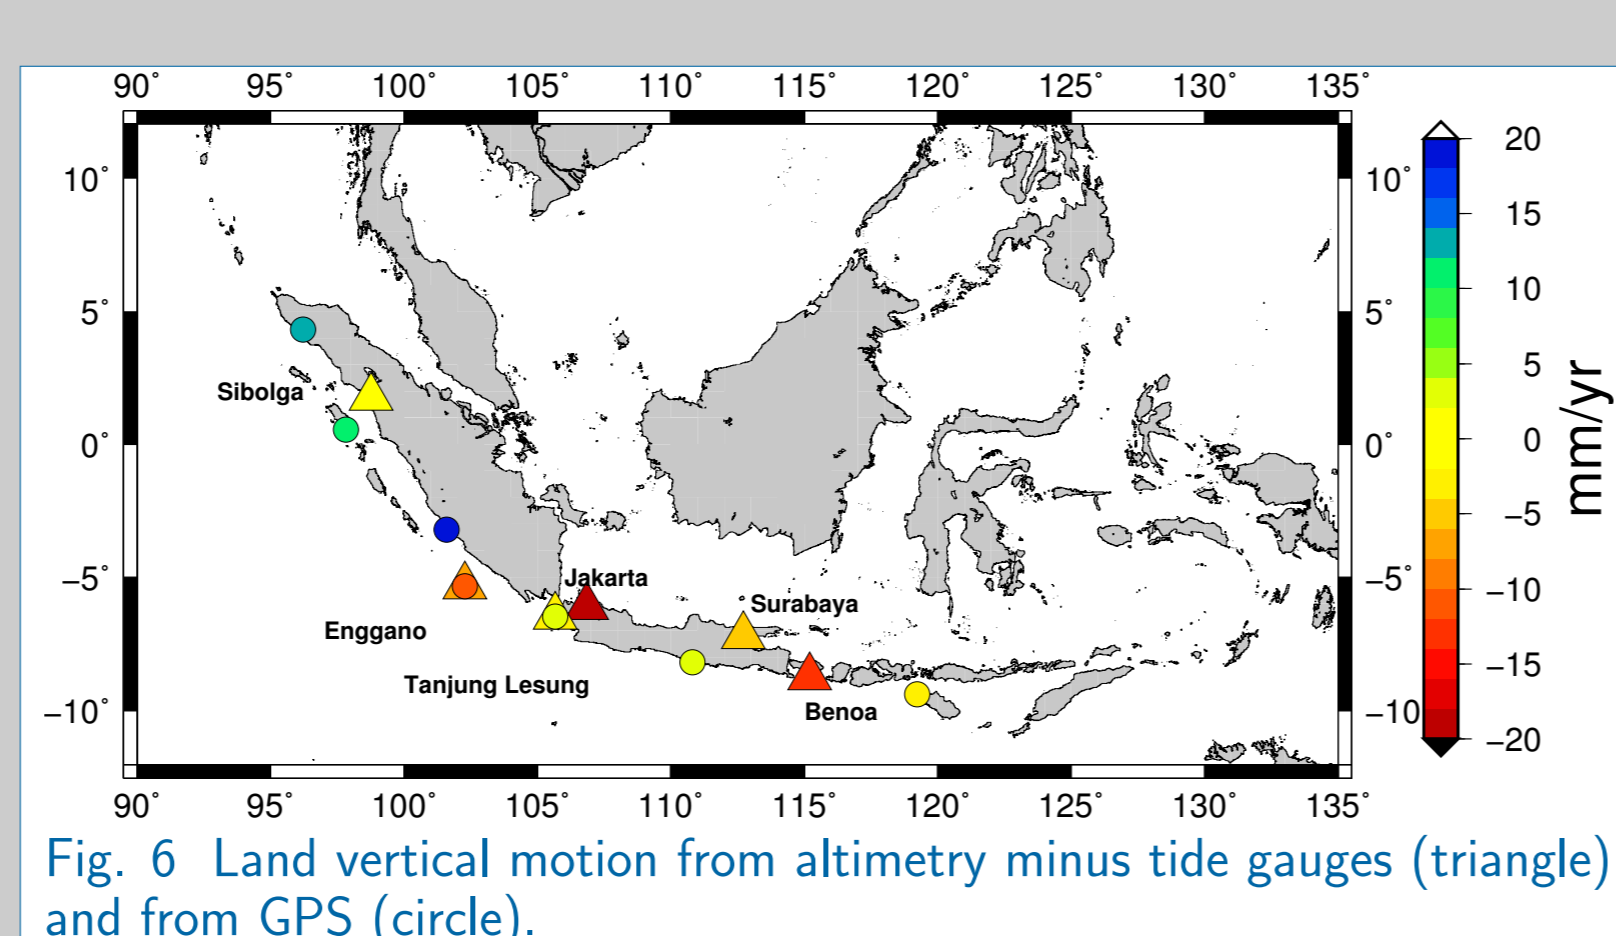 90° 95° 100° 105° 110° 115° 120° 125° 130° 135°
10° 10° 20
15
5° 5° 10
Sibolga 5
0° 0° 0
mm/yr
−5
−5° Jakarta −5°
Surabaya −10
Enggano
−15
Tanjung Lesung
−10° Benoa −10
−20
90° 95° 100° 105° 110° 115° 120° 125° 130° 135°
Fig. 6 Land vertical motion from altimetry minus tide gauges (triangle)
and from GPS (circle).